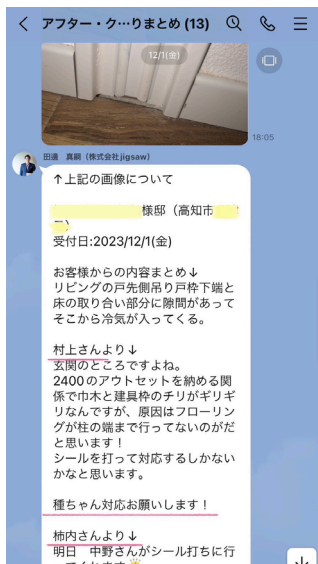 アフター・ク…りまとめ (13)
12/1(金)
18:05
田邊 真嗣（株式会社jigsaw）
↑上記の画像について
様邸（高知市
受付日:2023/12/1(金)
お客様からの内容まとめ↓
リビングの戸先側吊り戸枠下端と
床の取り合い部分に隙間があって
そこから冷気が入ってくる。
村上さんより↓
玄関のところですよね。
2400のアウトセットを納める関
係で巾木と建具枠のチリがギリギ
リなんですが、原因はフローリン
グが柱の端まで行ってないのがだ
と思います！
シールを打って対応するしかない
かなと思います。
種ちゃん対応お願いします！
柿内さんより↓
明日 中野さんがシール打ちに行